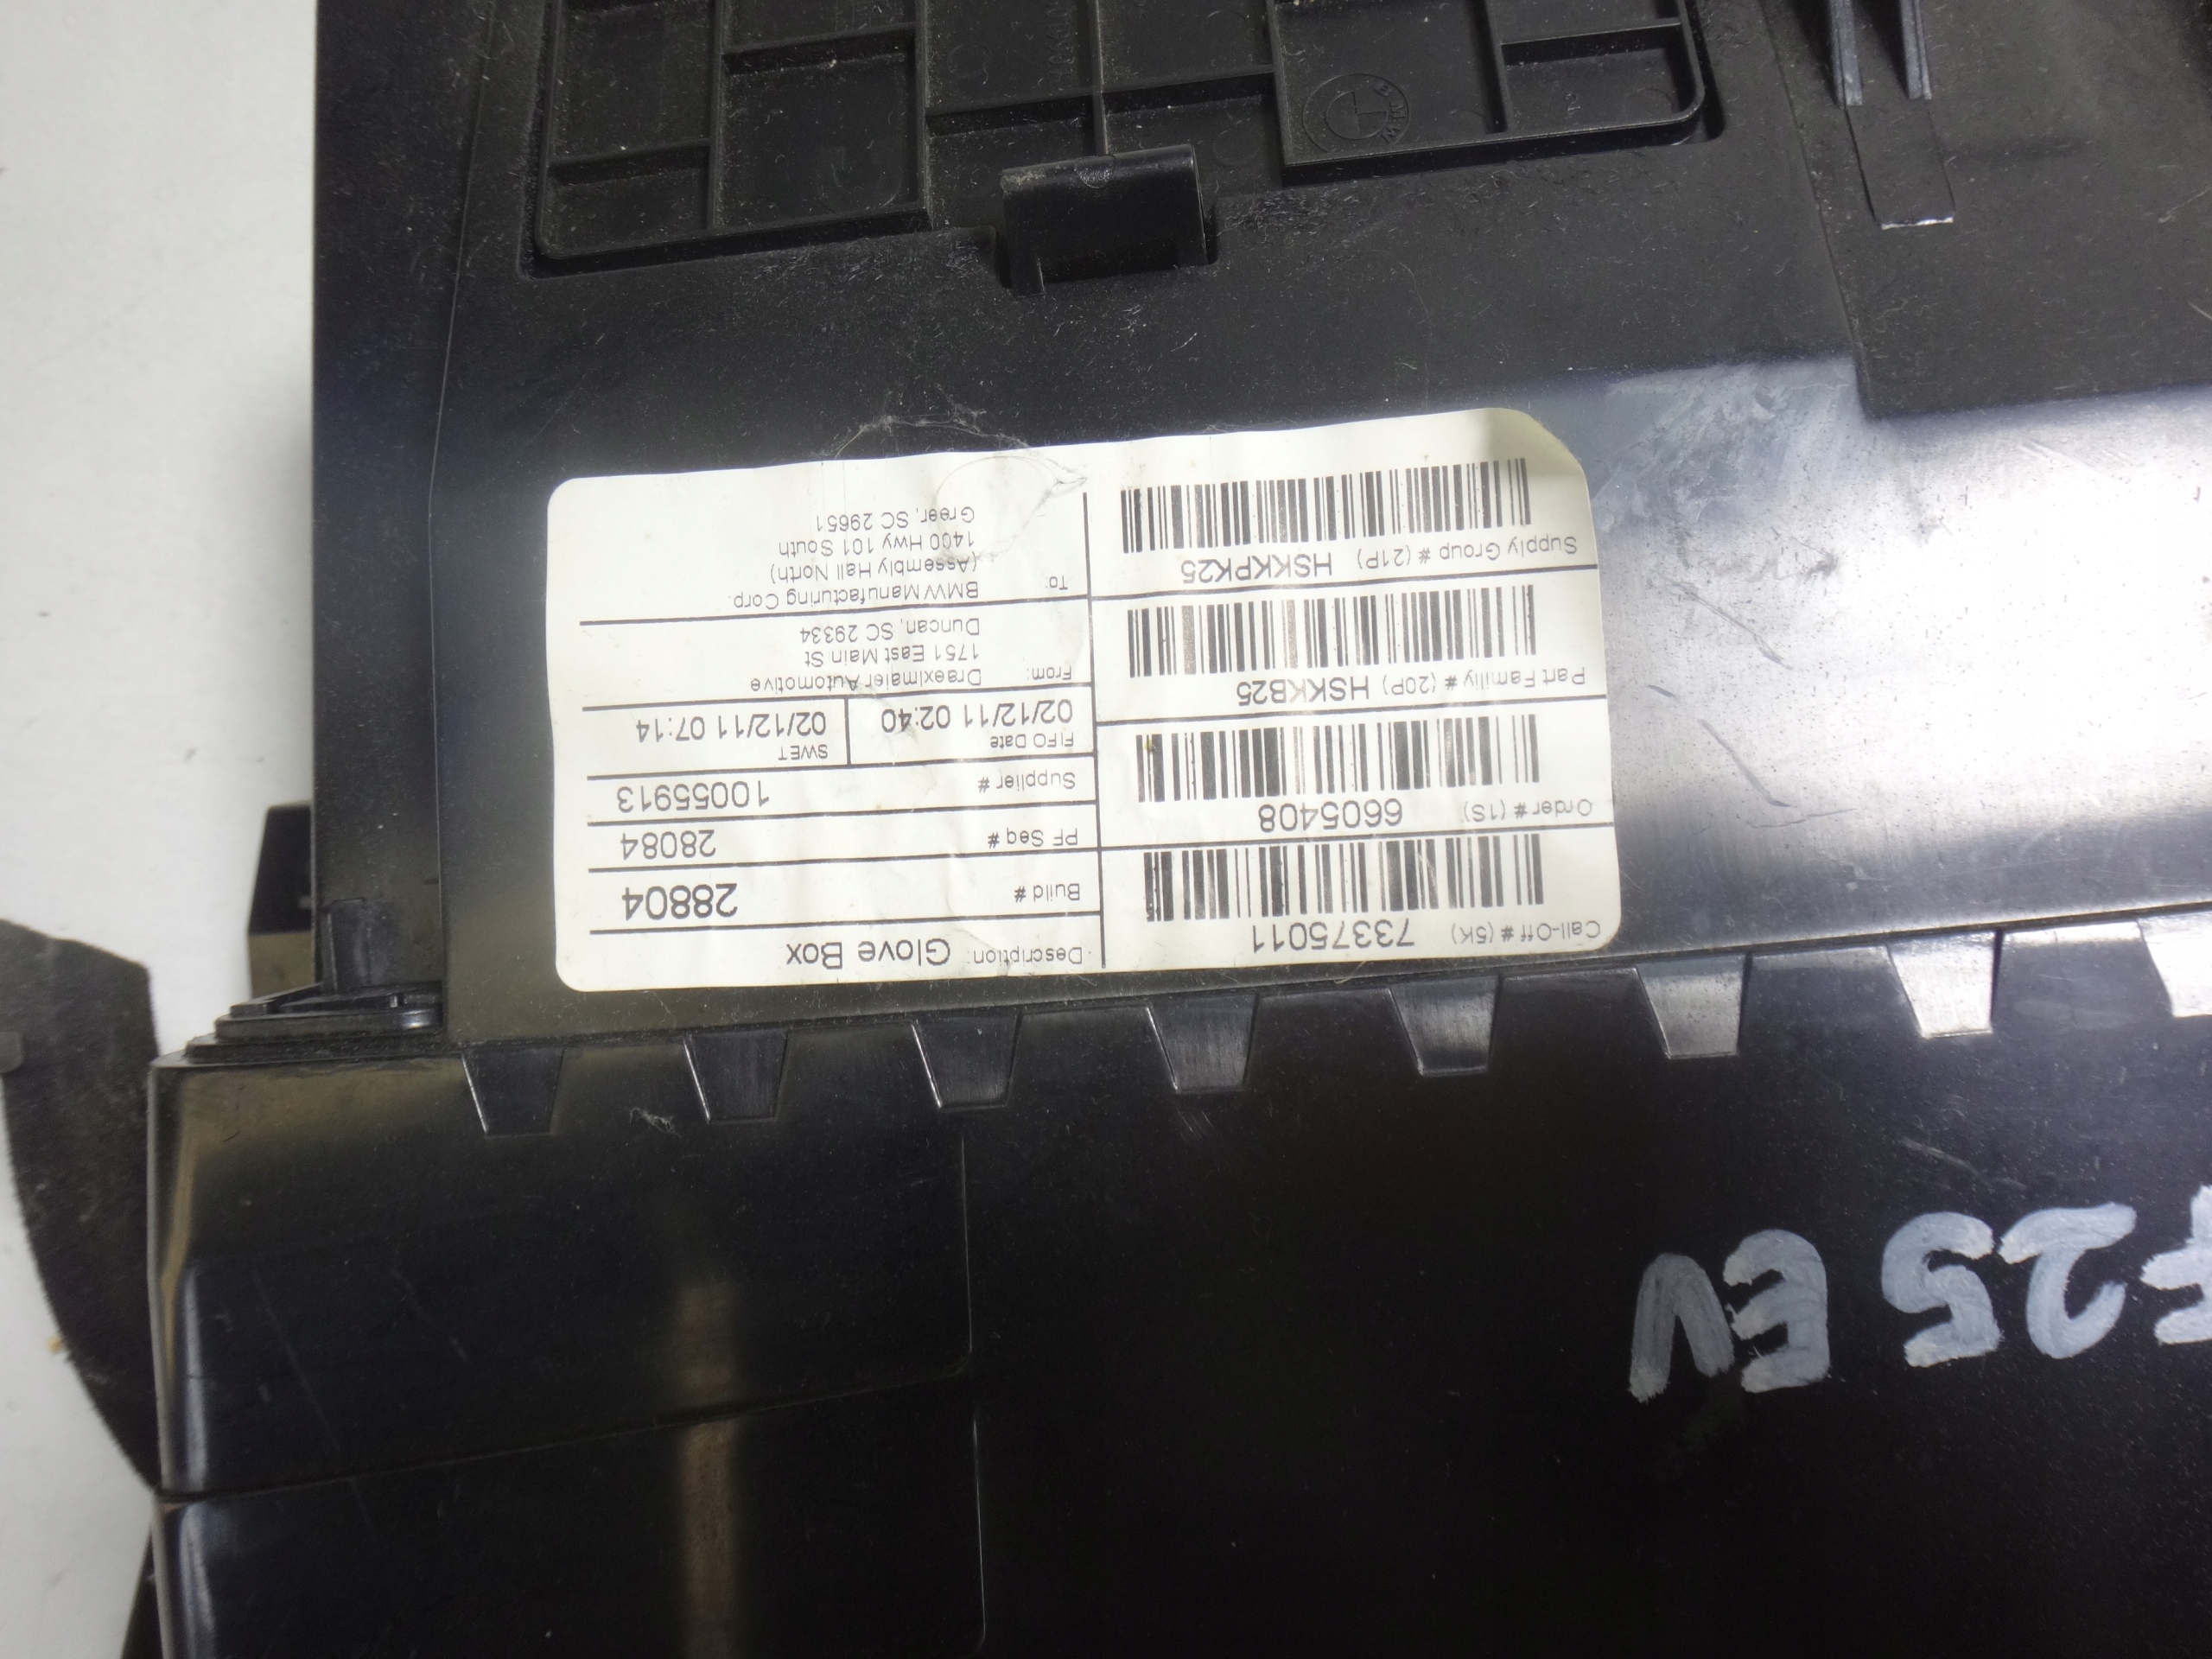 Call-Off # (5K) 73375011
Order # (1S) 6605408
Part Familiy # (20P) HSKKB25
Supply Group # (21P) HSKKPK25
Description: Glove Box
Build # 28804
PF Seq # 28084
Supplier # 10055913
FIFO Date
02/12/11 02:40
SWET
02/12/11 07:14
From: Draeximaier Automotive
1751 East Main St
Duncan, SC 29334
To: BMW Manufacturing Corp.
(Assembly Hall North)
1400 Hwy 101 South
Greer, SC 29651
F25 EV
BMW